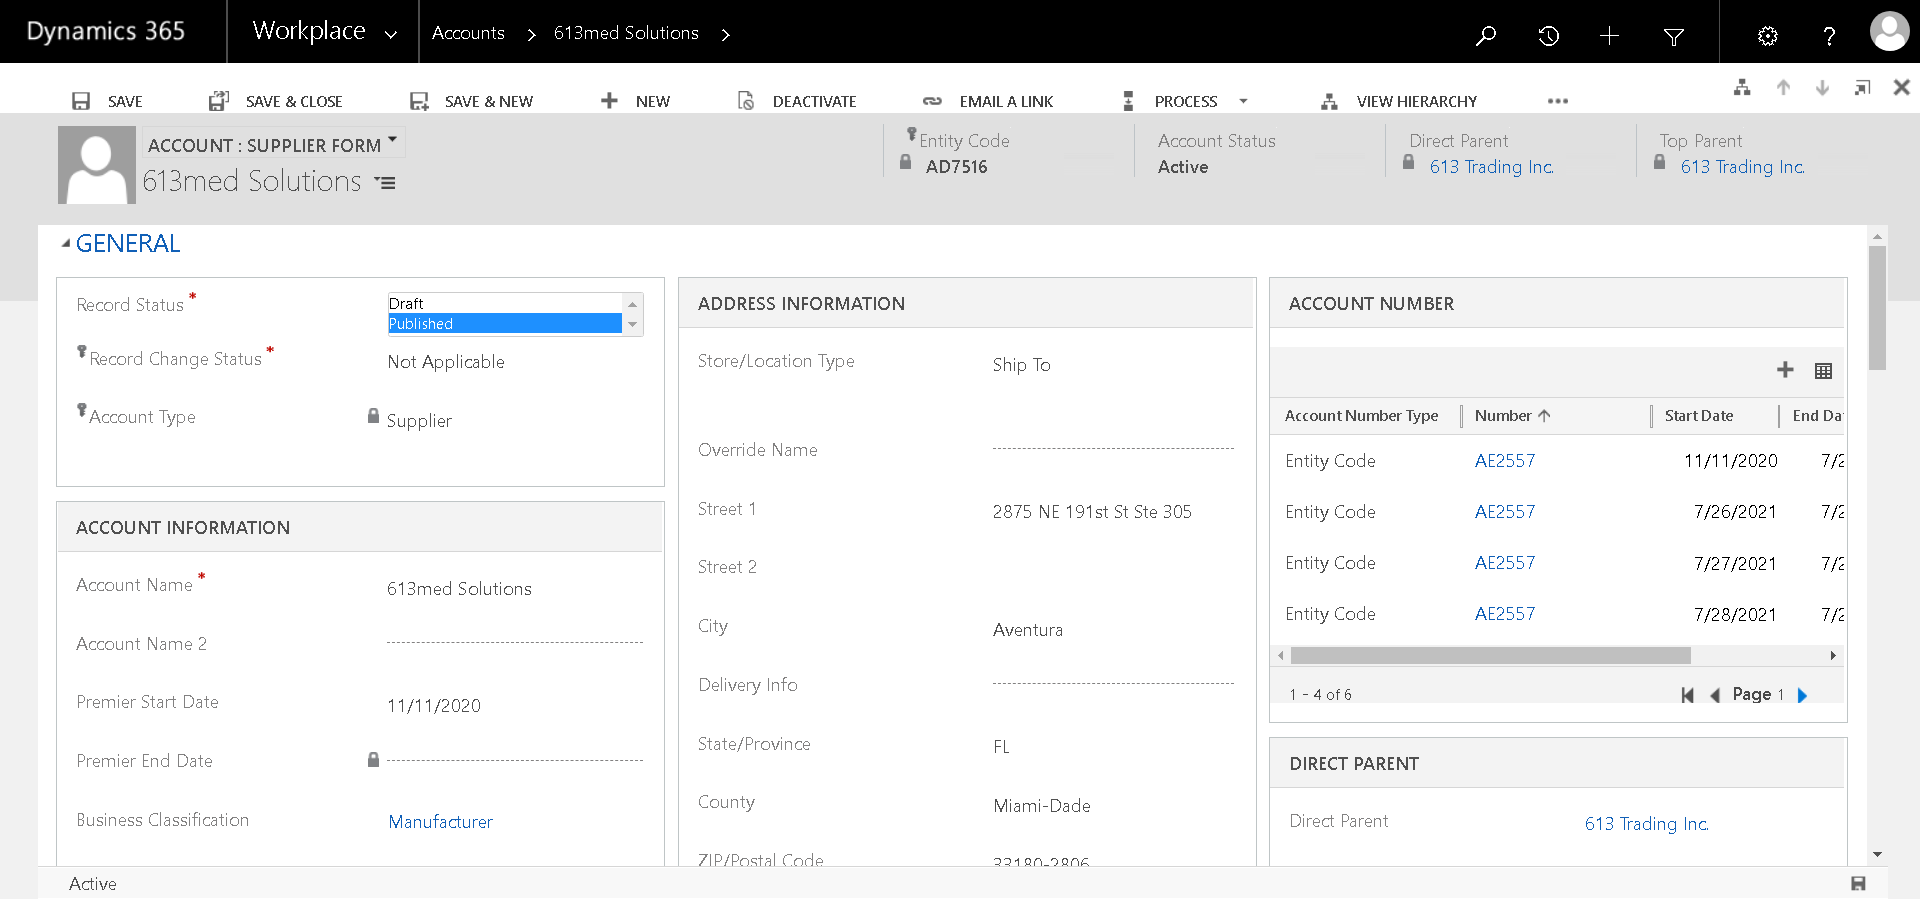 Dynamics 365
Workplace
Accounts
613med Solutions
?
SAVE
SAVE & CLOSE
SAVE & NEW
NEW
DEACTIVATE
EMAIL A LINK
PROCESS
VIEW HIERARCHY
ACCOUNT : SUPPLIER FORM
613med Solutions
Entity Code
AD7516
Account Status
Active
Direct Parent
613 Trading Inc.
Top Parent
613 Trading Inc.
GENERAL
Record Status *
Draft
Published
Record Change Status *
Not Applicable
Account Type
Supplier
ACCOUNT INFORMATION
Account Name *
613med Solutions
Account Name 2
Premier Start Date
11/11/2020
Premier End Date
Business Classification
Manufacturer
ADDRESS INFORMATION
Store/Location Type
Ship To
Override Name
Street 1
2875 NE 191st St Ste 305
Street 2
City
Aventura
Delivery Info
State/Province
FL
County
Miami-Dade
ZIP/Postal Code
33180-2806
ACCOUNT NUMBER
Account Number Type Number Start Date End Da
Entity Code AE2557 11/11/2020 7/2
Entity Code AE2557 7/26/2021 7/2
Entity Code AE2557 7/27/2021 7/2
Entity Code AE2557 7/28/2021 7/2
1 - 4 of 6
Page 1
DIRECT PARENT
Direct Parent
613 Trading Inc.
Active